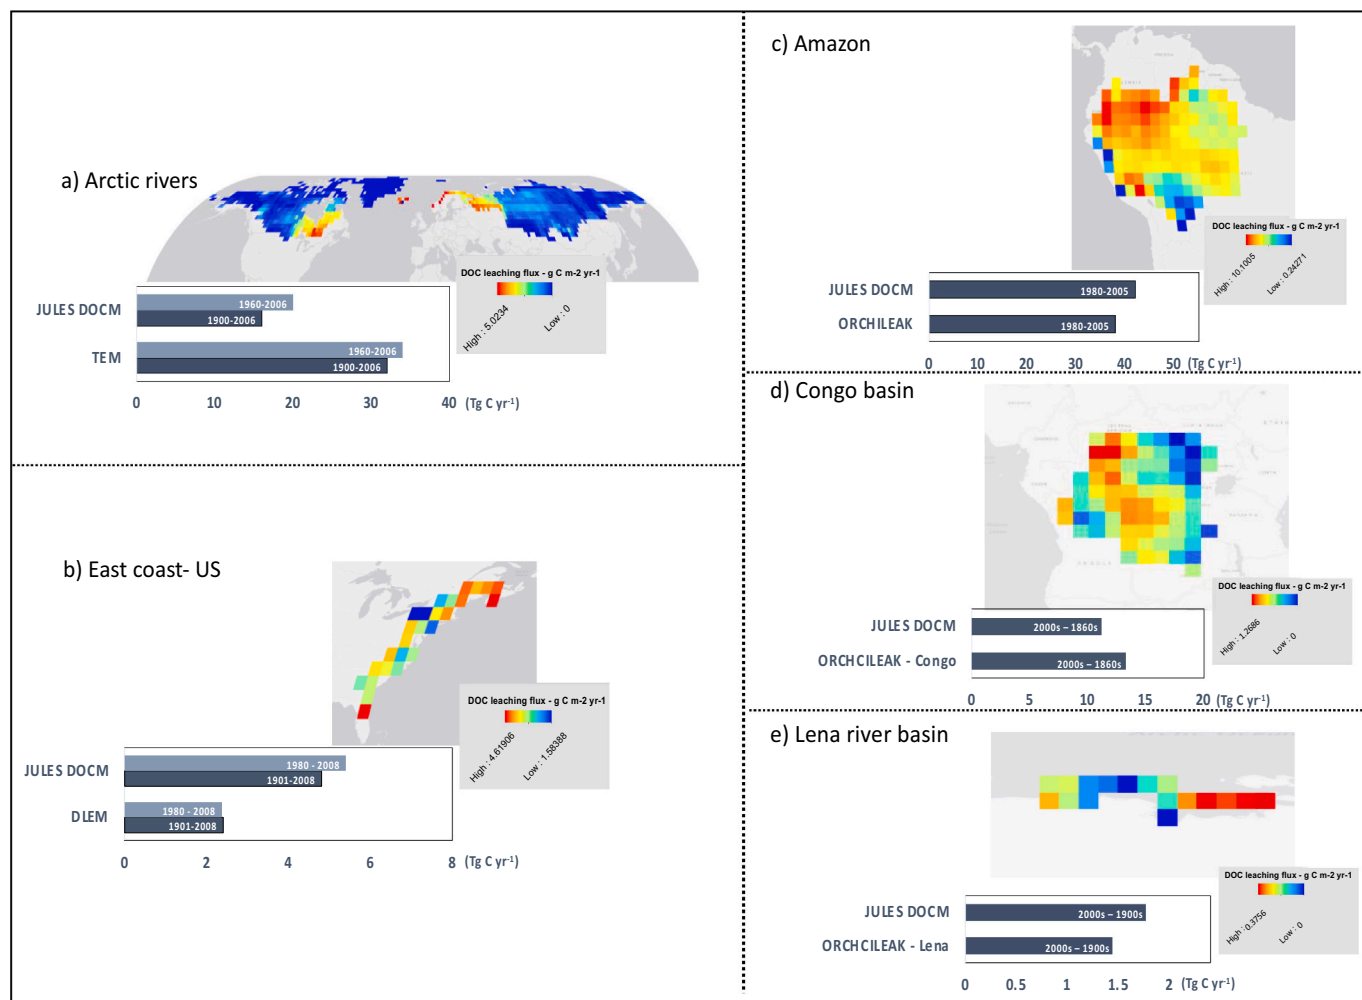 a) Arctic rivers
DOC leaching flux - g C m-2 yr-1
High : 5.0234
Low : 0
JULES DOCM
1960-2006
1900-2006
TEM
1960-2006
1900-2006
0 10 20 30 40 (Tg C yr-1)
b) East coast- US
DOC leaching flux - g C m-2 yr-1
High : 4.61906
Low : 1.58388
JULES DOCM
1980 - 2008
1901-2008
DLEM
1980 - 2008
1901-2008
0 2 4 6 8 (Tg C yr-1)
c) Amazon
DOC leaching flux - g C m-2 yr-1
High : 10.1005
Low : 0.24271
JULES DOCM
1980-2005
ORCHILEAK
1980-2005
0 10 20 30 40 50 (Tg C yr-1)
d) Congo basin
ANGOLA
DOC leaching flux - g C m-2 yr-1
High : 1.2686
Low : 0
JULES DOCM
2000s – 1860s
ORCHCILEAK - Congo
2000s – 1860s
0 5 10 15 20 (Tg C yr-1)
e) Lena river basin
DOC leaching flux - g C m-2 yr-1
High : 0.3756
Low : 0
JULES DOCM
2000s – 1900s
ORCHCILEAK - Lena
2000s – 1900s
0 0.5 1 1.5 2 (Tg C yr-1)